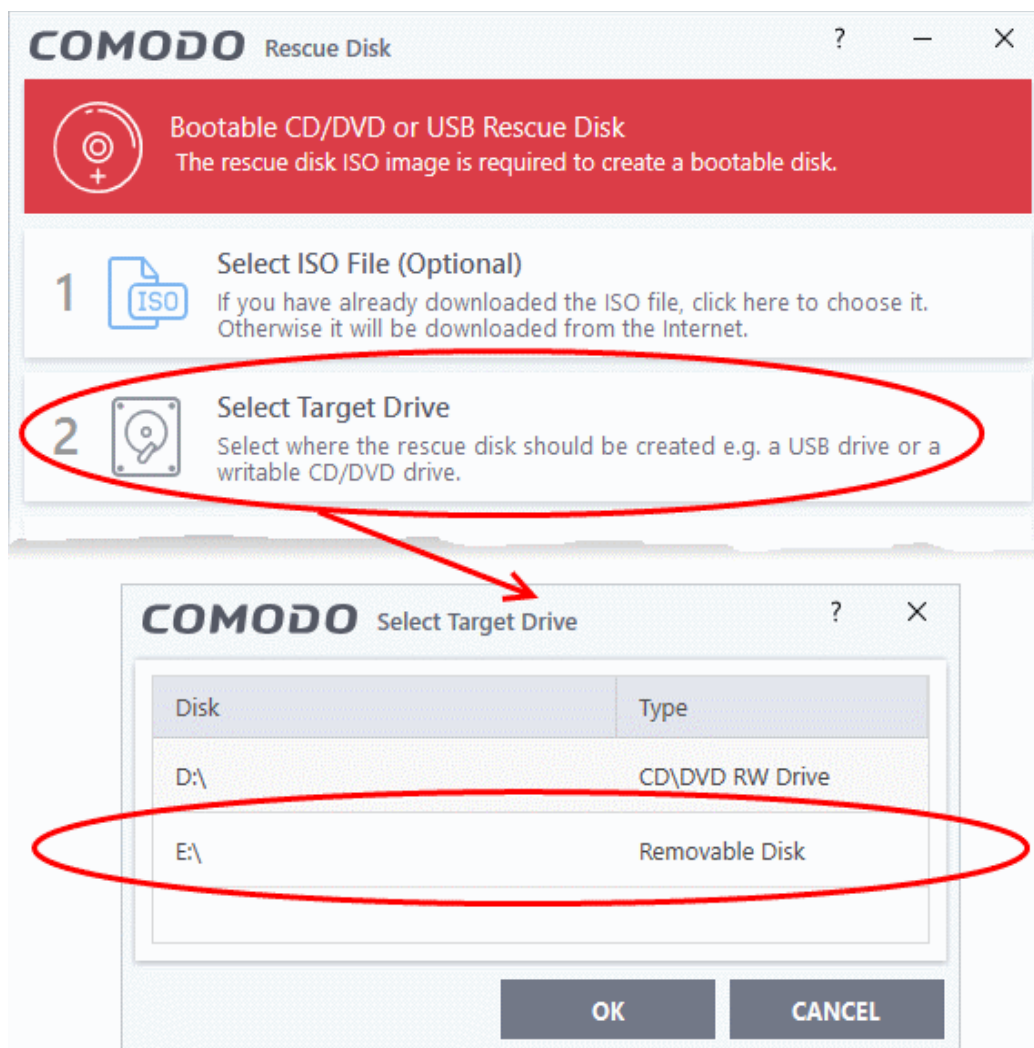 COMODO Rescue Disk ? – ×
Bootable CD/DVD or USB Rescue Disk
The rescue disk ISO image is required to create a bootable disk.
1 ISO Select ISO File (Optional)
If you have already downloaded the ISO file, click here to choose it.
Otherwise it will be downloaded from the Internet.
2 Select Target Drive
Select where the rescue disk should be created e.g. a USB drive or a
writable CD/DVD drive.
COMODO Select Target Drive ? ×
Disk Type
D:\ CD\DVD RW Drive
E:\ Removable Disk
OK CANCEL